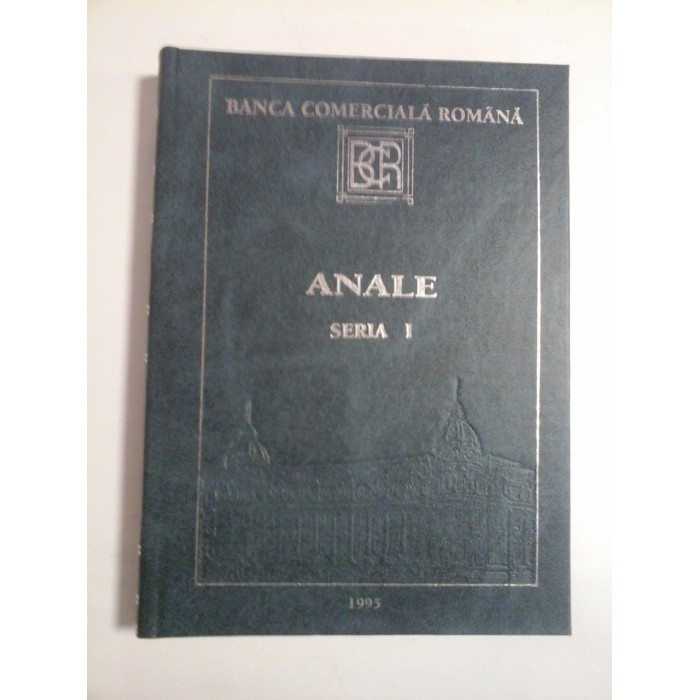 BANCA COMERCIALĂ ROMÂNĂ
BCR
ANALE
SERIA I
1995